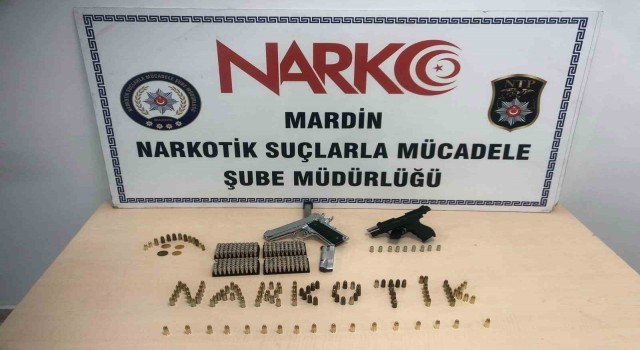 NARKO
MARDİN
NARKOTİK SUÇLARLA MÜCADELE
ŞUBE MÜDÜRLÜĞÜ
NARKOTİK